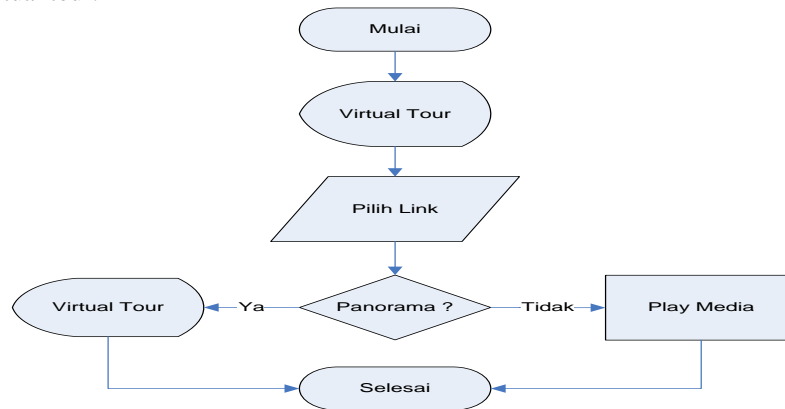 Mulai
Virtual Tour
Pilih Link
Virtual Tour
Ya
Panorama ?
Tidak
Play Media
Selesai